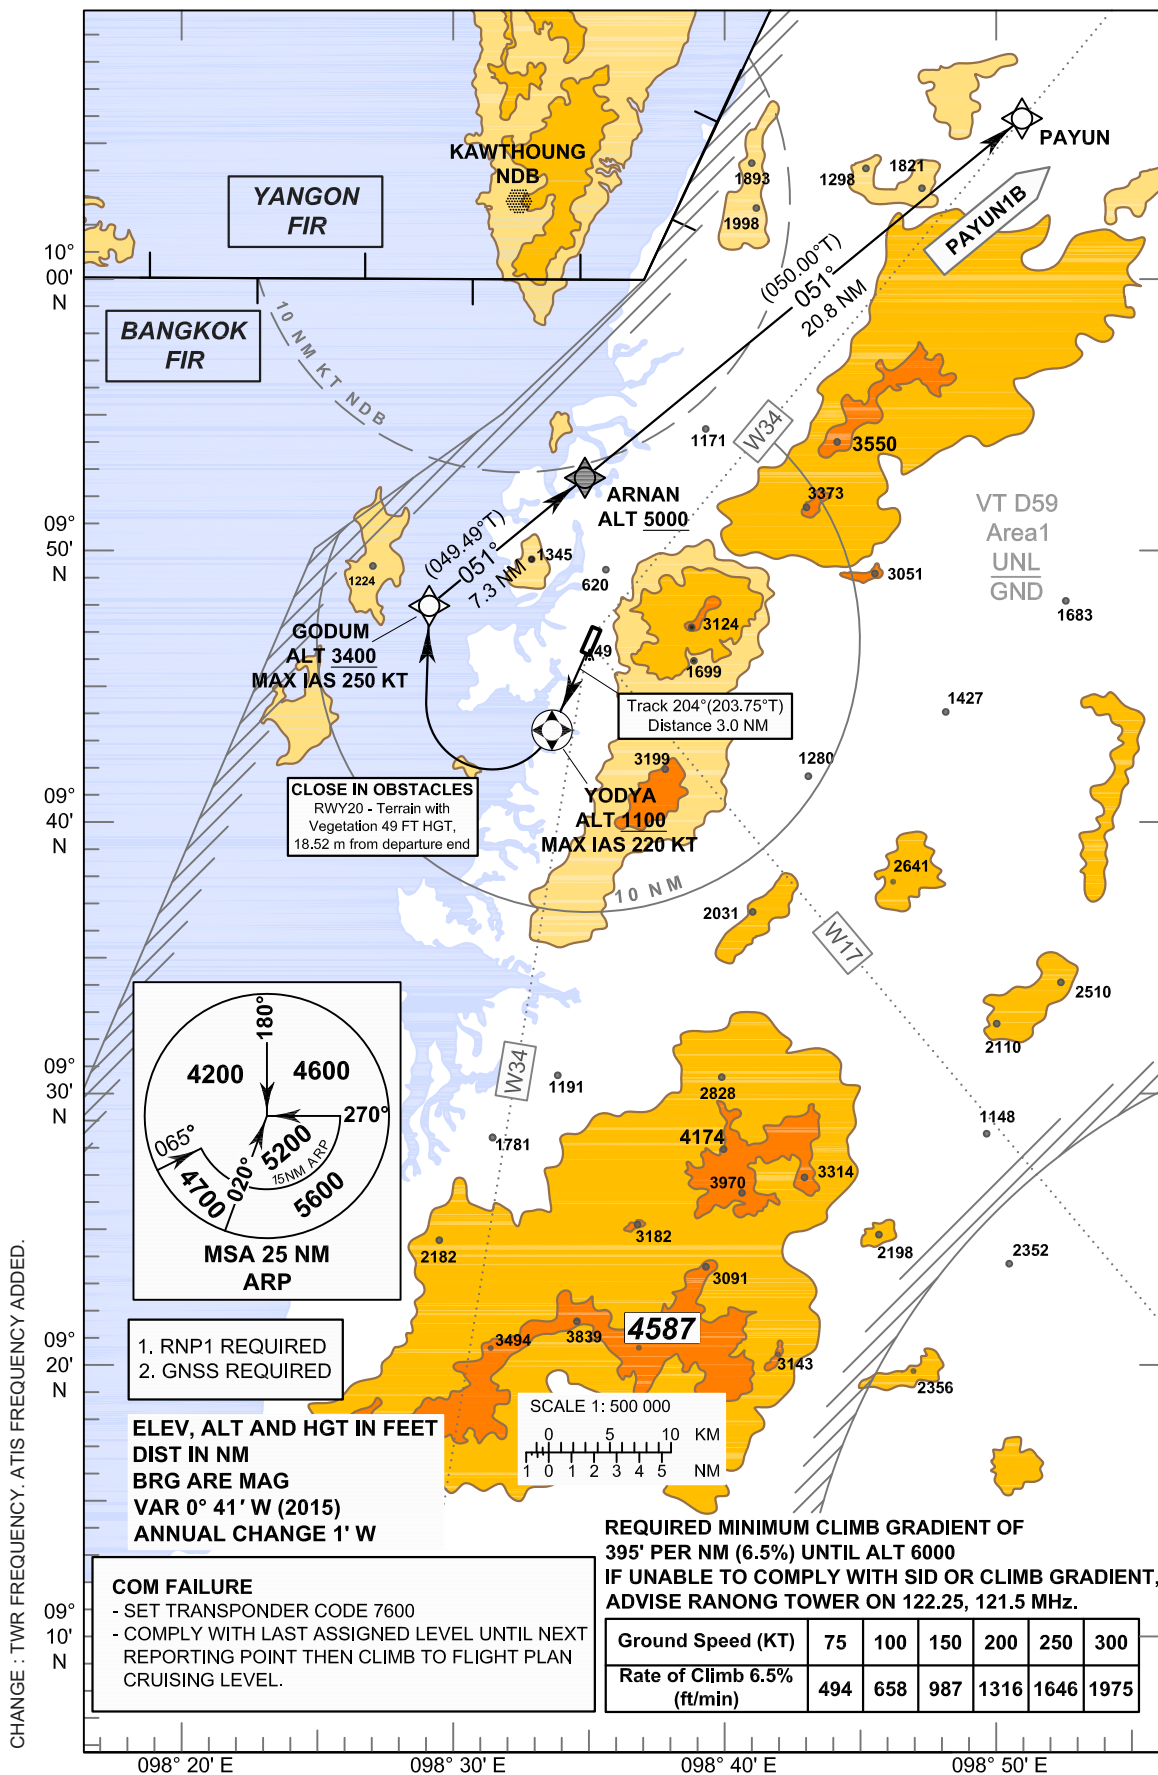 KAWTHOUNG
NDB
YANGON
FIR
BANGKOK
FIR
10 NM KT NDB
PAYUN
PAYUN1B
1893
1998
1298
1821
(050.00°T)
051°
20.8 NM
W34
1171
3550
3373
ARNAN
ALT 5000
VT D59
Area1
UNL
GND
(049.49°T)
051°
7.3 NM
1345
620
1224
3051
1683
GODUM
ALT 3400
MAX IAS 250 KT
3124
49
1699
Track 204°(203.75°T)
Distance 3.0 NM
1427
1280
3199
CLOSE IN OBSTACLES
RWY20 - Terrain with
Vegetation 49 FT HGT,
18.52 m from departure end
YODYA
ALT 1100
MAX IAS 220 KT
10 NM
2641
2031
W17
2510
2110
W34
1191
1781
2828
4174
3970
3314
1148
180°
4200
4600
270°
065°
020°
5200
15NM ARP
4700
5600
MSA 25 NM
ARP
2182
3182
3091
2198
2352
4587
3494
3839
3143
2356
1. RNP1 REQUIRED
2. GNSS REQUIRED
SCALE 1: 500 000
0 5 10 KM
1 0 1 2 3 4 5 NM
ELEV, ALT AND HGT IN FEET
DIST IN NM
BRG ARE MAG
VAR 0° 41' W (2015)
ANNUAL CHANGE 1' W
REQUIRED MINIMUM CLIMB GRADIENT OF
395' PER NM (6.5%) UNTIL ALT 6000
IF UNABLE TO COMPLY WITH SID OR CLIMB GRADIENT,
ADVISE RANONG TOWER ON 122.25, 121.5 MHz.
COM FAILURE
- SET TRANSPONDER CODE 7600
- COMPLY WITH LAST ASSIGNED LEVEL UNTIL NEXT
REPORTING POINT THEN CLIMB TO FLIGHT PLAN
CRUISING LEVEL.
Ground Speed (KT) 75 100 150 200 250 300
Rate of Climb 6.5%
(ft/min) 494 658 987 1316 1646 1975
10°
00'
N
09°
50'
N
09°
40'
N
09°
30'
N
09°
20'
N
09°
10'
N
098° 20' E 098° 30' E 098° 40' E 098° 50' E
CHANGE : TWR FREQUENCY. ATIS FREQUENCY ADDED.